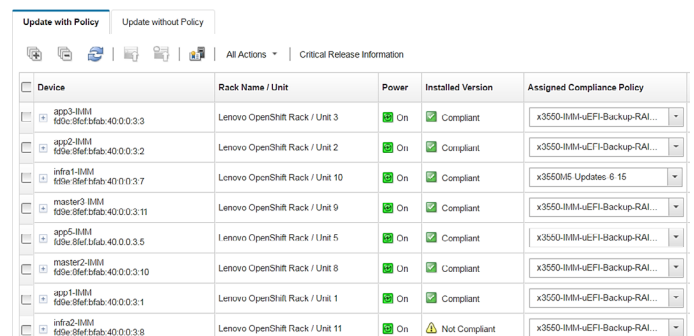 Update with Policy
Update without Policy
All Actions
Critical Release Information
Device
Rack Name / Unit
Power
Installed Version
Assigned Compliance Policy
app3-IMM
fd9e:8fef:bfab:40:0:0:3:3
Lenovo OpenShift Rack / Unit 3
On
Compliant
x3550-IMM-uEFI-Backup-RAI...
app2-IMM
fd9e:8fef:bfab:40:0:0:3:2
Lenovo OpenShift Rack / Unit 2
On
Compliant
x3550-IMM-uEFI-Backup-RAI...
infra1-IMM
fd9e:8fef:bfab:40:0:0:3:7
Lenovo OpenShift Rack / Unit 10
On
Compliant
x3550M5 Updates 6 15
master3 IMM
fd9e:8fef:bfab:40:0:0:3:11
Lenovo OpenShift Rack / Unit 9
On
Compliant
x3550-IMM-uEFI-Backup-RAI...
app5-IMM
fd9e:8fef:bfab:40:0:0:3:5
Lenovo OpenShift Rack / Unit 5
On
Compliant
x3550-IMM-uEFI-Backup-RAI...
master2-IMM
fd9e:8fef:bfab:40:0:0:3:10
Lenovo OpenShift Rack / Unit 8
On
Compliant
x3550-IMM-uEFI-Backup-RAI...
app1-IMM
fd9e:8fef:bfab:40:0:0:3:1
Lenovo OpenShift Rack / Unit 1
On
Compliant
x3550-IMM-uEFI-Backup-RAI...
infra2-IMM
fd9e:8fef:bfab:40:0:0:3:8
Lenovo OpenShift Rack / Unit 11
On
Not Compliant
x3550-IMM-uEFI-Backup-RAI...